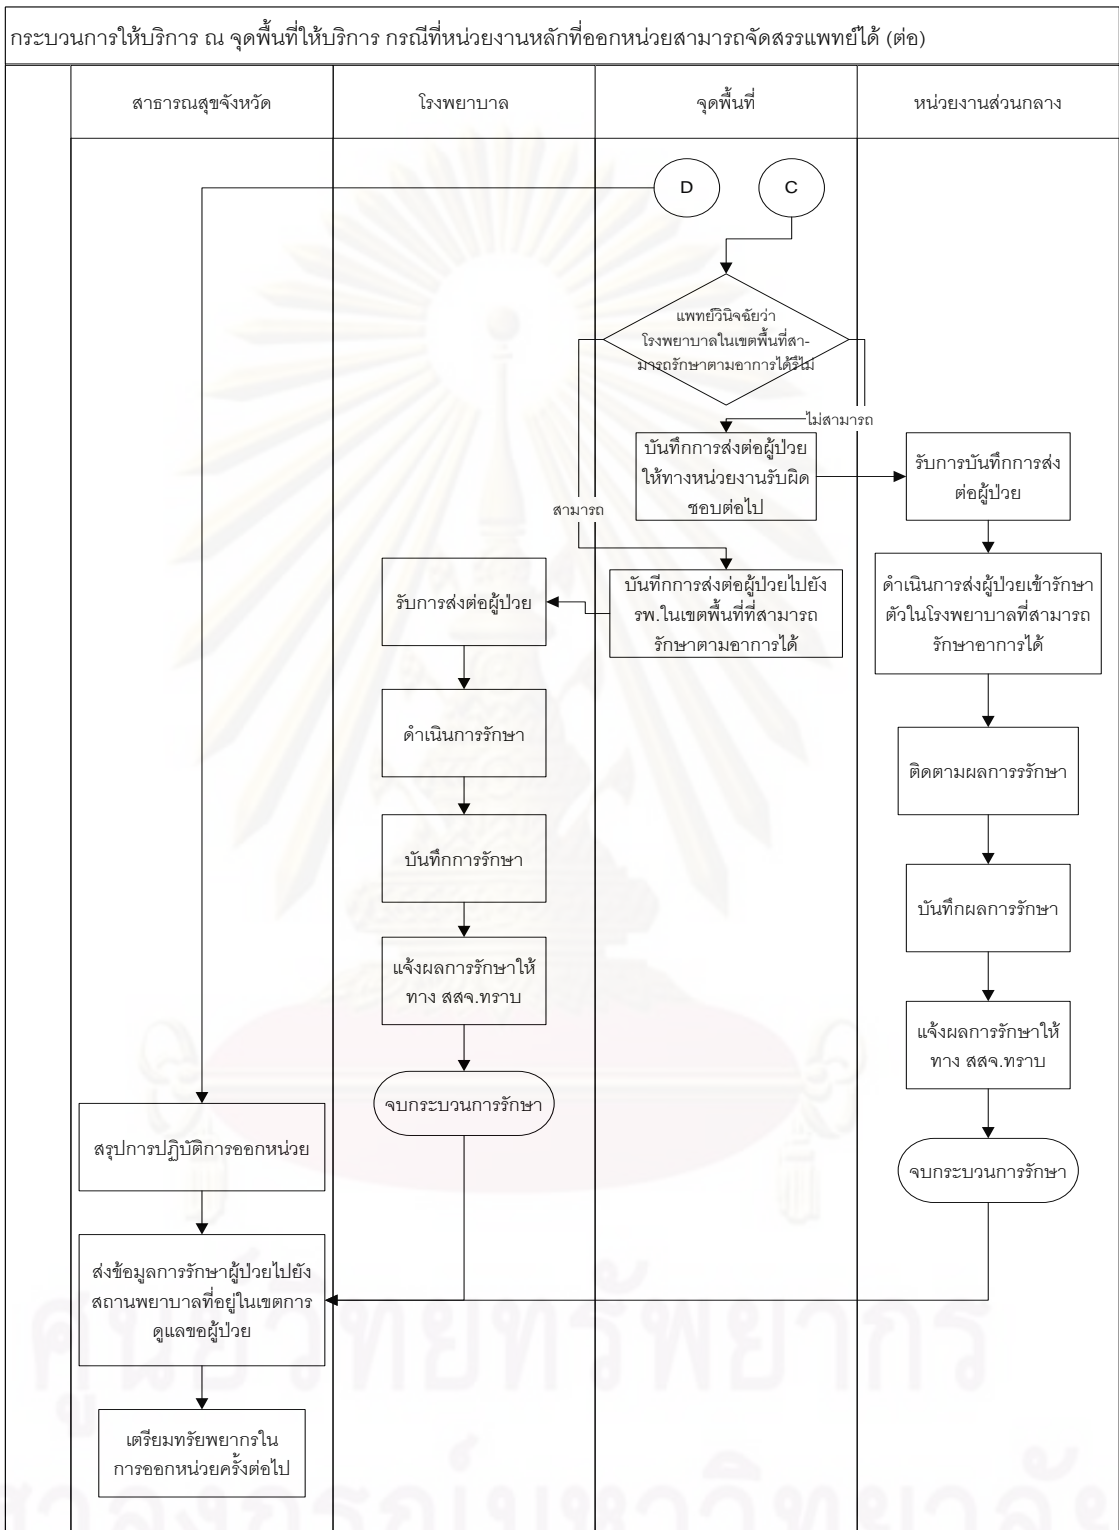 กระบวนการให้บริการ ณ จุดพื้นที่ให้บริการ กรณีที่หน่วยงานหลักที่ออกหน่วยสามารถจัดสรรแพทย์ได้ (ต่อ)
สาธารณสุขจังหวัด
โรงพยาบาล
จุดพื้นที่
หน่วยงานส่วนกลาง
D
C
แพทย์วินิจฉัยว่า
โรงพยาบาลในเขตพื้นที่สา-
มารถรักษาตามอาการได้รึไม่
ไม่สามารถ
บันทึกการส่งต่อผู้ป่วย
ให้ทางหน่วยงานรับผิด
ชอบต่อไป
รับการบันทึกการส่ง
ต่อผู้ป่วย
สามารถ
รับการส่งต่อผู้ป่วย
บันทึกการส่งต่อผู้ป่วยไปยัง
รพ.ในเขตพื้นที่ที่สามารถ
รักษาตามอาการได้
ดำเนินการส่งผู้ป่วยเข้ารักษา
ตัวในโรงพยาบาลที่สามารถ
รักษาอาการได้
ดำเนินการรักษา
ติดตามผลการรรักษา
บันทึกการรักษา
บันทึกผลการรักษา
แจ้งผลการรักษาให้
ทาง สสจ.ทราบ
แจ้งผลการรักษาให้
ทาง สสจ.ทราบ
จบกระบวนการรักษา
สรุปการปฏิบัติการออกหน่วย
จบกระบวนการรักษา
ส่งข้อมูลการรักษาผู้ป่วยไปยัง
สถานพยาบาลที่อยู่ในเขตการ
ดูแลขอผู้ป่วย
เตรียมทรัยพยากรใน
การออกหน่วยครั้งต่อไป
ศูนย์วิทยทรัพยากร
จุฬาลงกรณ์มหาวิทยาลัย